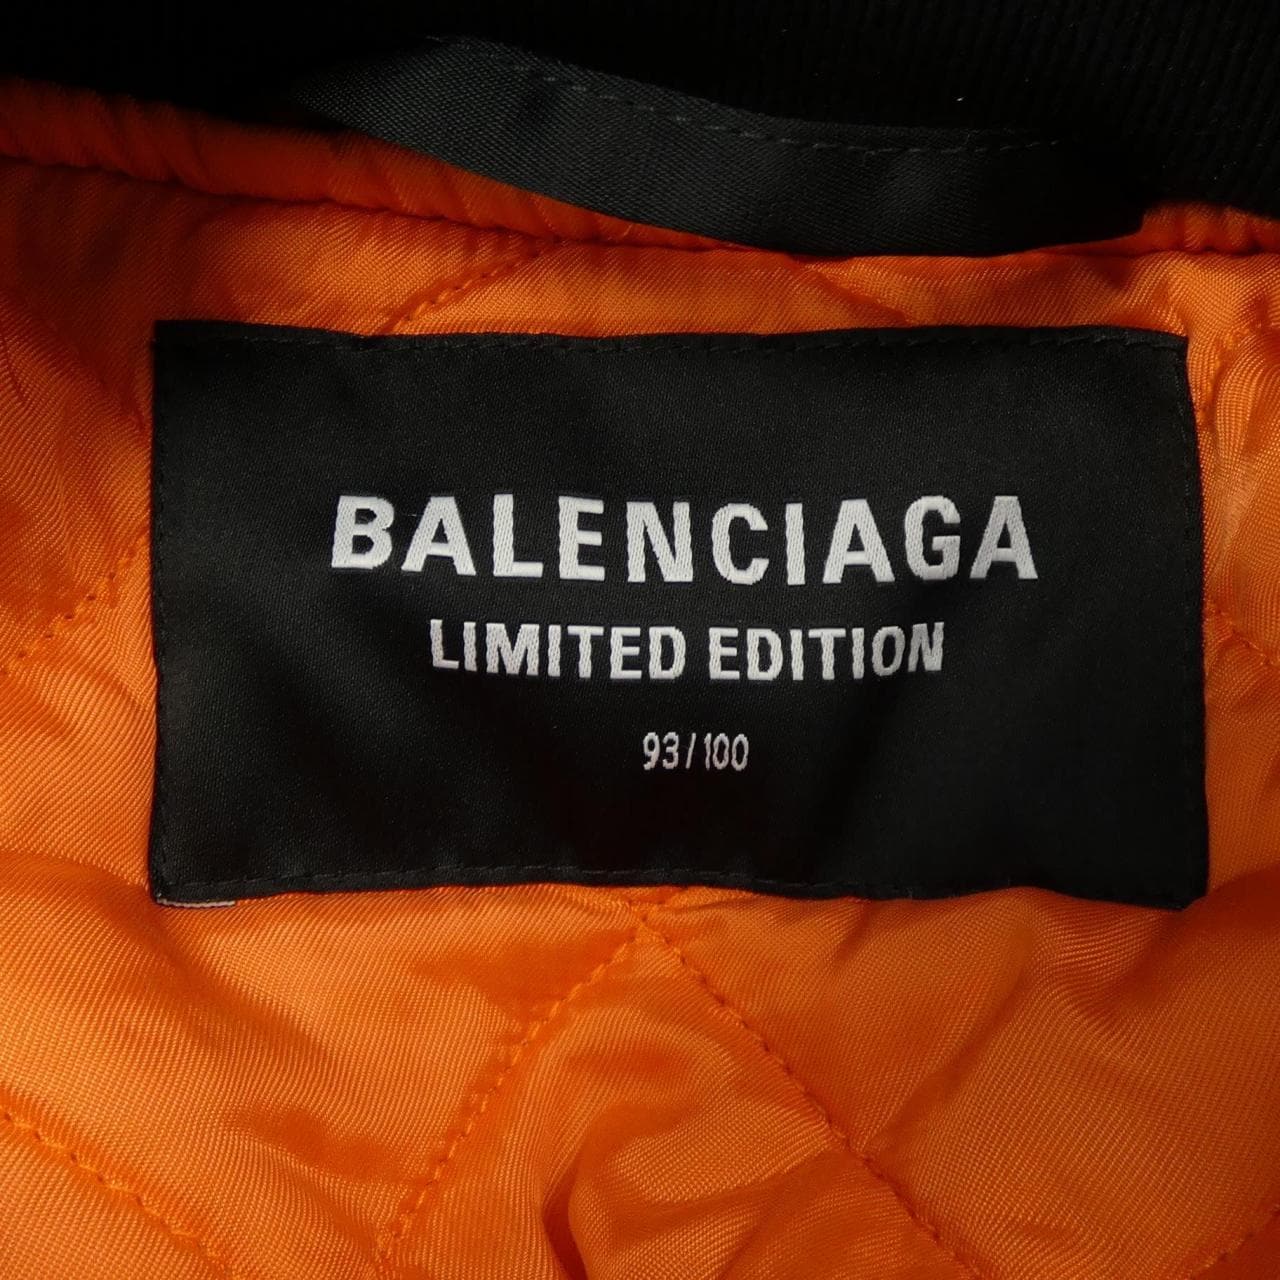 BALENCIAGA
LIMITED EDITION
93/100